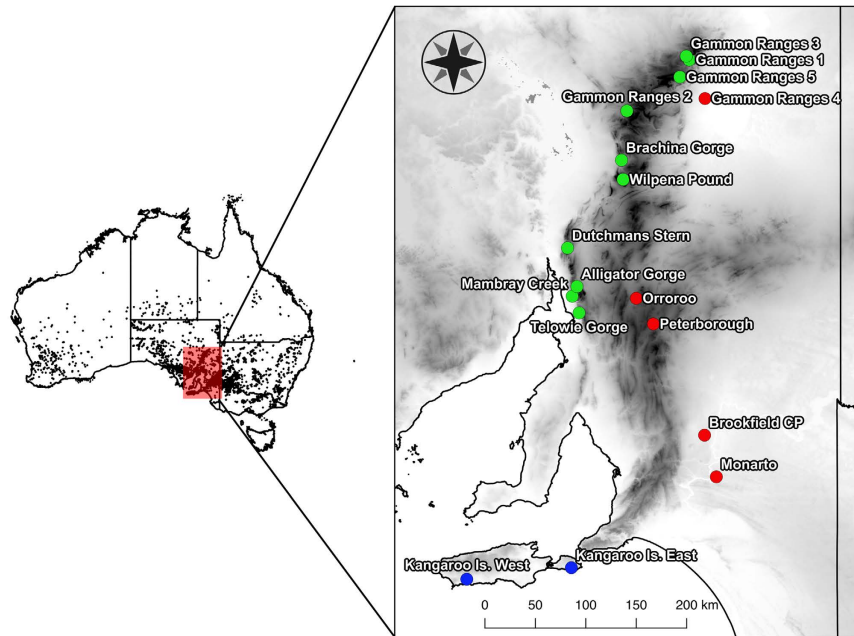 Gammon Ranges 3
Gammon Ranges 1
Gammon Ranges 5
Gammon Ranges 2
Gammon Ranges 4
Brachina Gorge
Wilpena Pound
Dutchmans Stern
Alligator Gorge
Mambray Creek
Orroroo
Telowie Gorge
Peterborough
Brookfield CP
Monarto
Kangaroo Is. East
Kangaroo Is. West
0 50 100 200 km